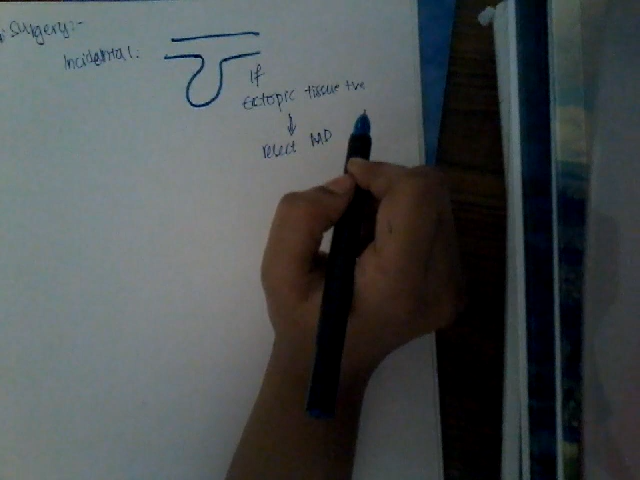 Surgery:-
Incidental.
If
Ectopic tissue +ve
resect MD